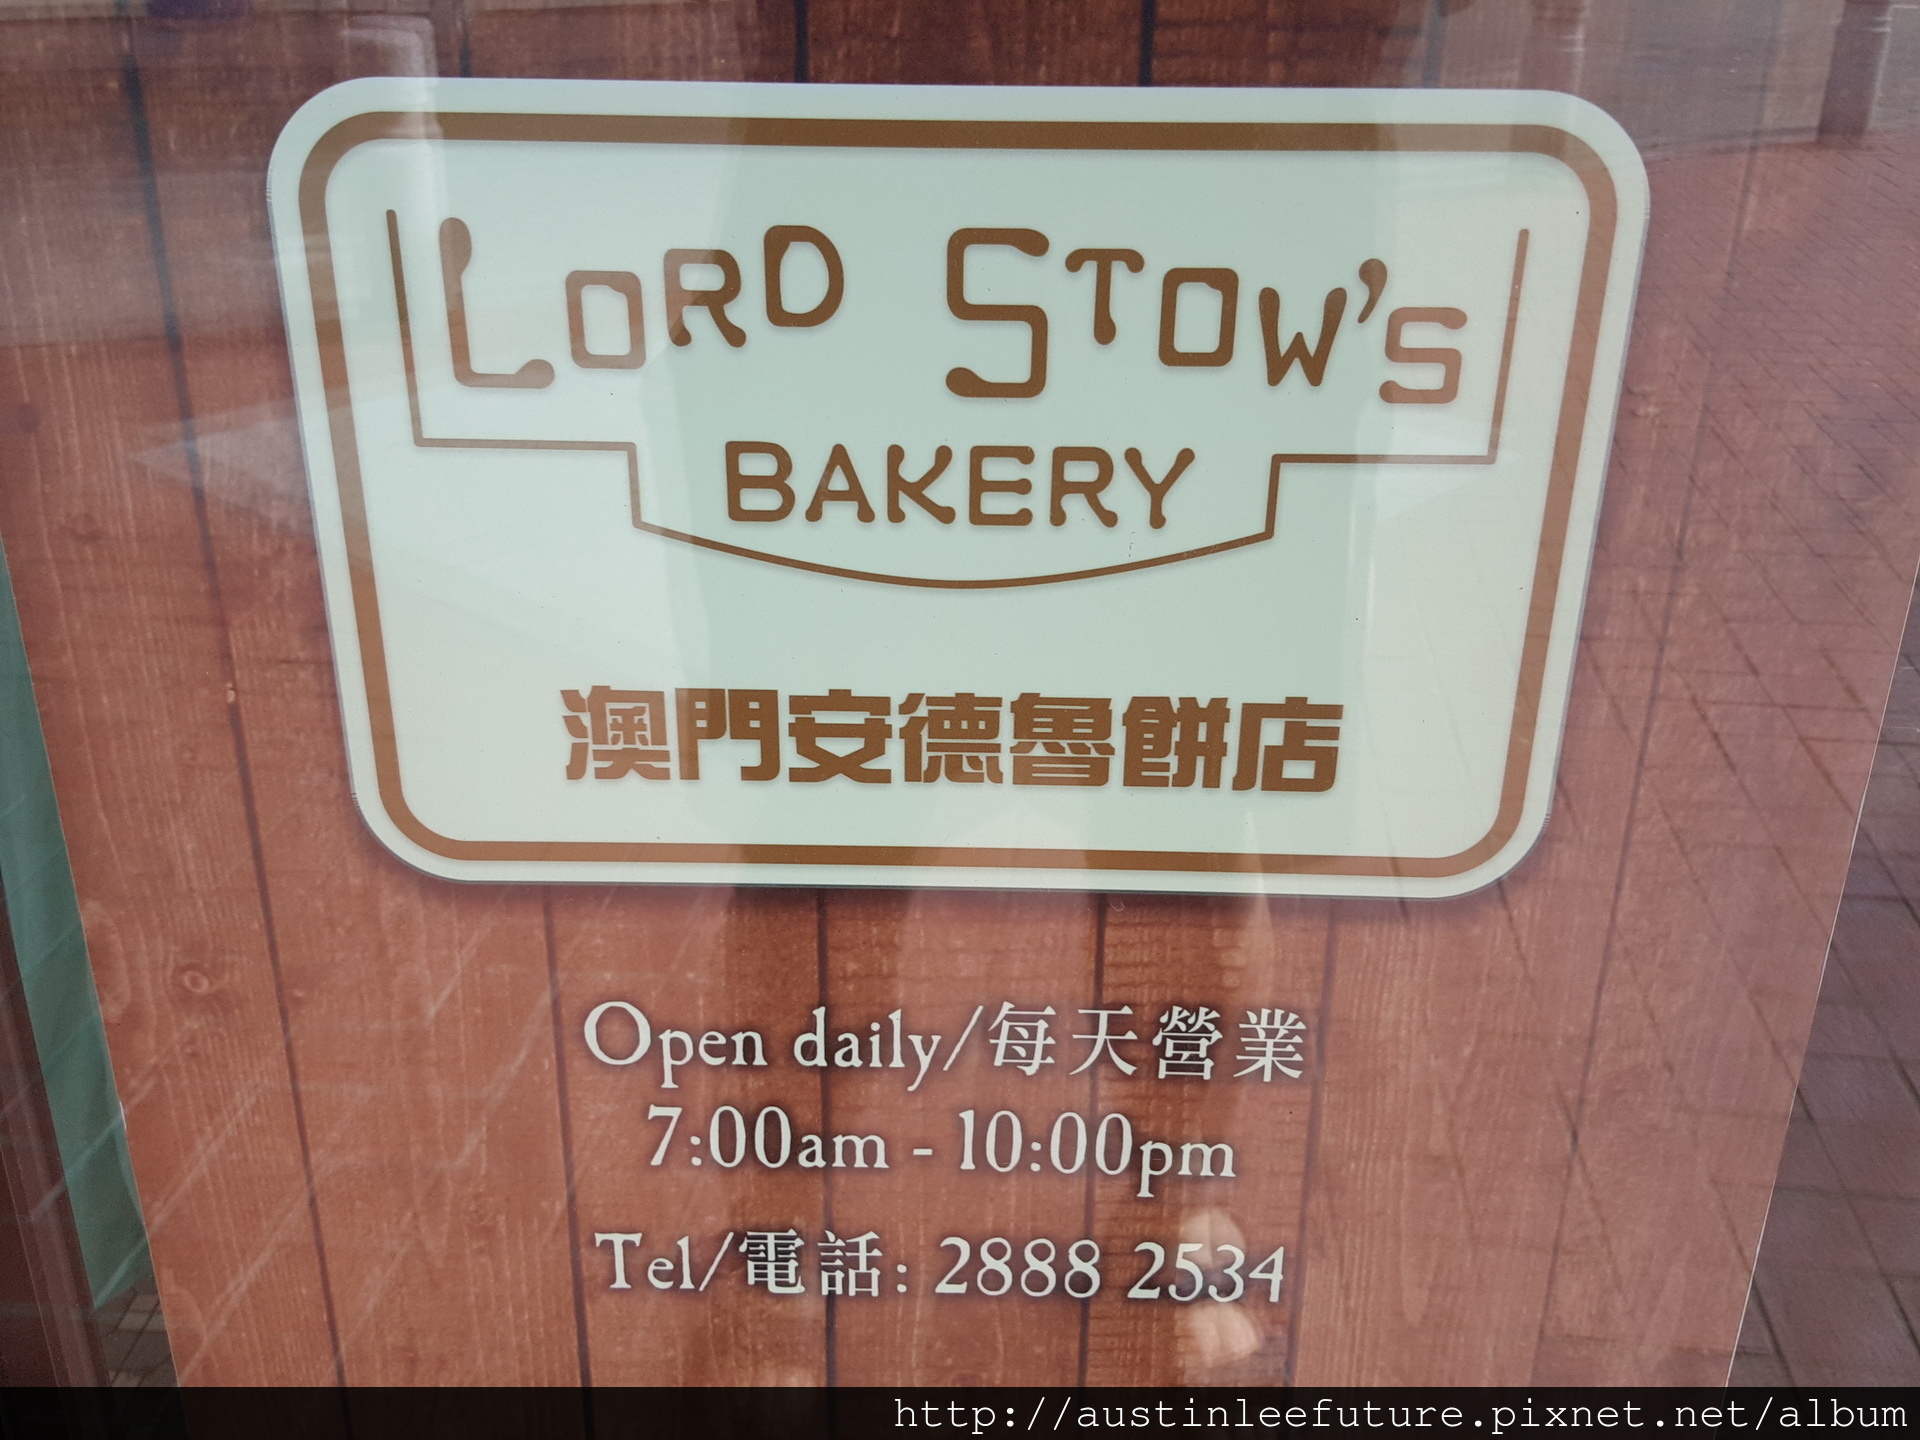 LORD STOW'S
BAKERY
澳門安德魯餅店
Open daily/每天營業
7:00am - 10:00pm
Tel/電話: 2888 2534
http://austinleefuture.pixnet.net/album